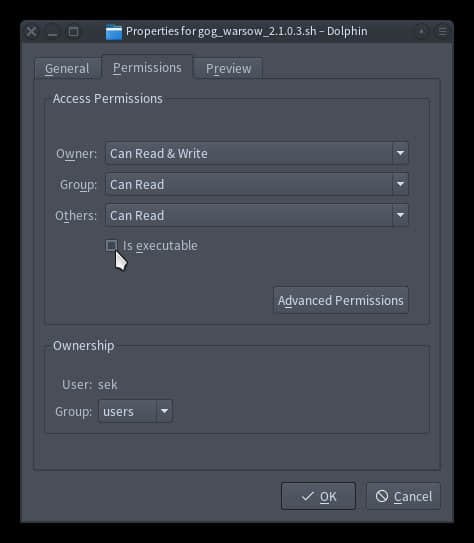 Properties for gog_warsow_2.1.0.3.sh – Dolphin
General Permissions Preview
Access Permissions
Owner: Can Read & Write
Group: Can Read
Others: Can Read
Is executable
Advanced Permissions
Ownership
User: sek
Group: users
OK Cancel